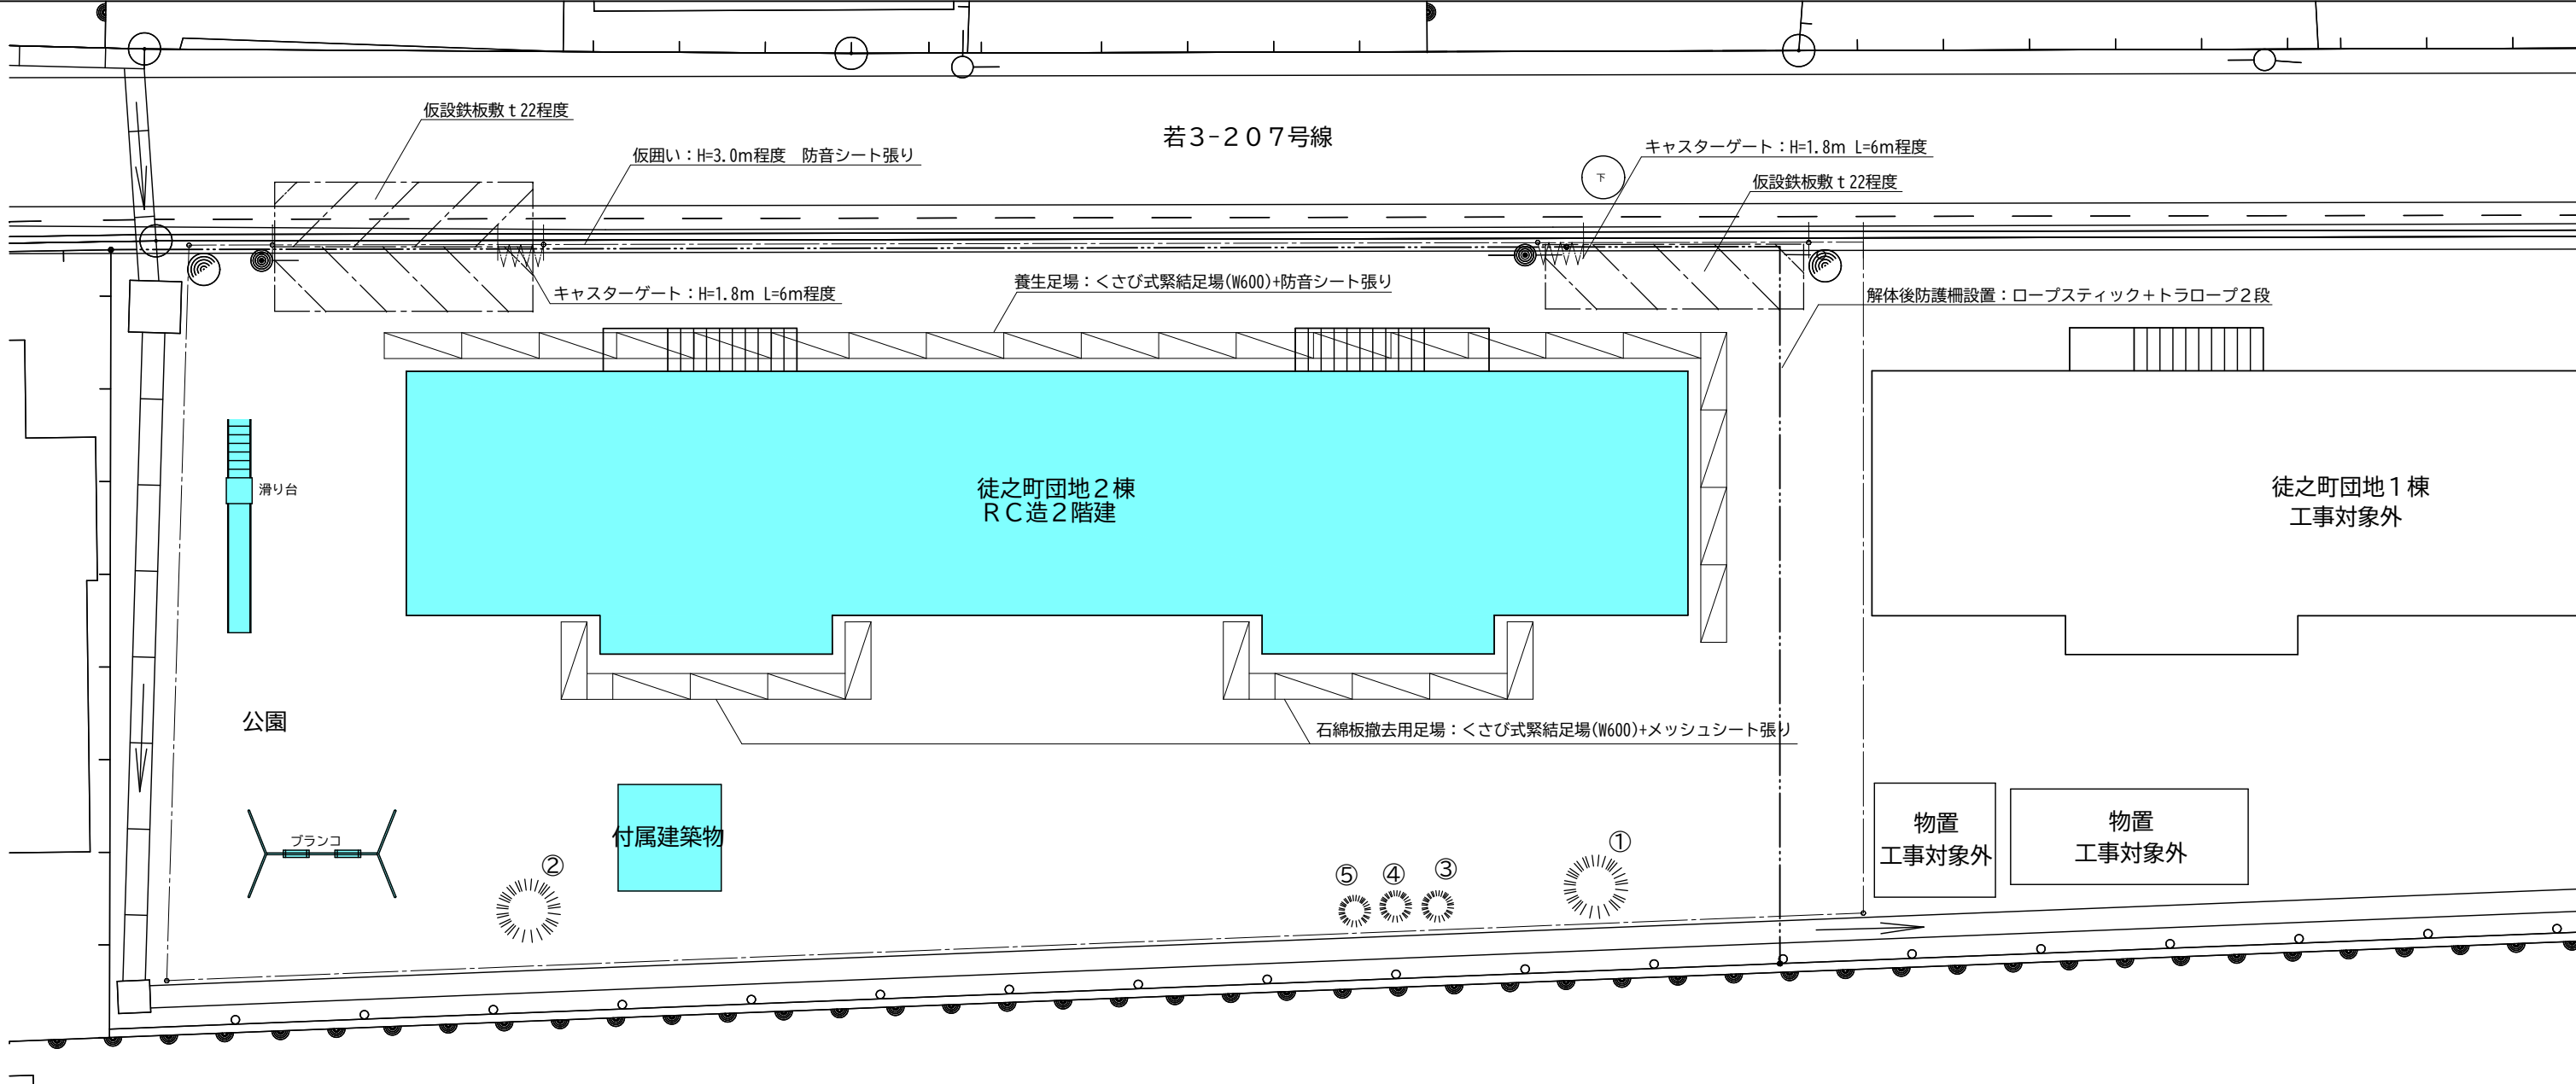 仮設鉄板敷ｔ22程度
若３-２０７号線
仮囲い：H=3.0m程度　防音シート張り
キャスターゲート：H=1.8m L=6m程度
下
仮設鉄板敷ｔ22程度
養生足場：くさび式緊結足場(W600)+防音シート張り
キャスターゲート：H=1.8m L=6m程度
解体後防護柵設置：ロープスティック＋トラロープ２段
滑り台
徒之町団地２棟
ＲＣ造２階建
徒之町団地１棟
工事対象外
公園
石綿板撤去用足場：くさび式緊結足場(W600)+メッシュシート張り
ブランコ
付属建築物
②
⑤
④
③
①
物置
工事対象外
物置
工事対象外